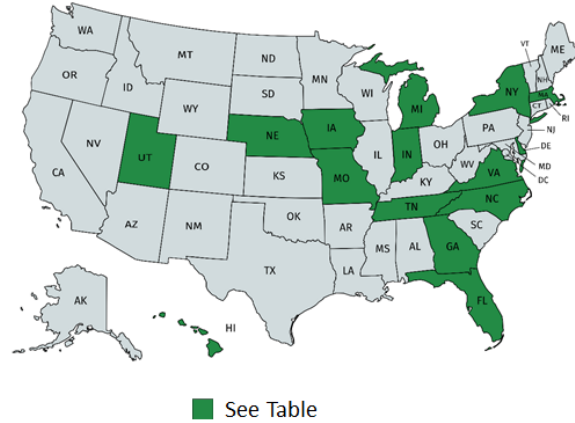 WA
MT
ND
MN
VT
ME
OR
ID
SD
WI
MI
NY
NH
MA
CT
RI
WY
NE
IA
PA
NJ
NV
UT
CO
IL
IN
OH
DE
MD
DC
CA
KS
MO
WV
VA
KY
AZ
NM
OK
AR
TN
NC
SC
TX
LA
MS
AL
GA
FL
AK
HI
See Table